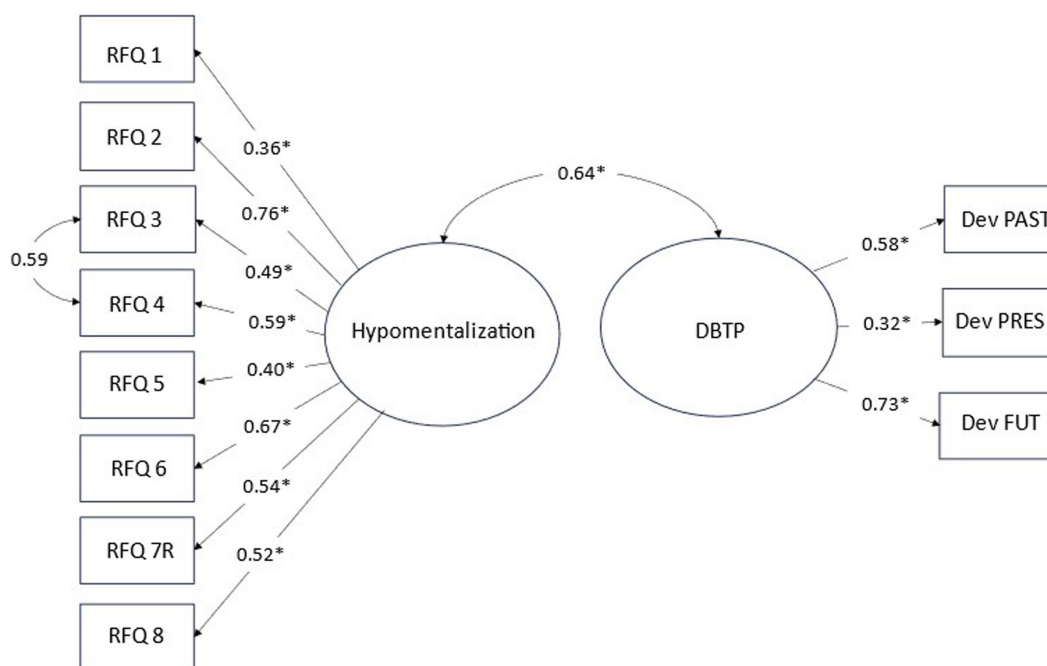 RFQ 1
RFQ 2
RFQ 3
RFQ 4
RFQ 5
RFQ 6
RFQ 7R
RFQ 8
0.59
0.36*
0.76*
0.49*
0.59*
0.40*
0.67*
0.54*
0.52*
Hypomentalization
0.64*
DBTP
0.58*
0.32*
0.73*
Dev PAST
Dev PRES
Dev FUT